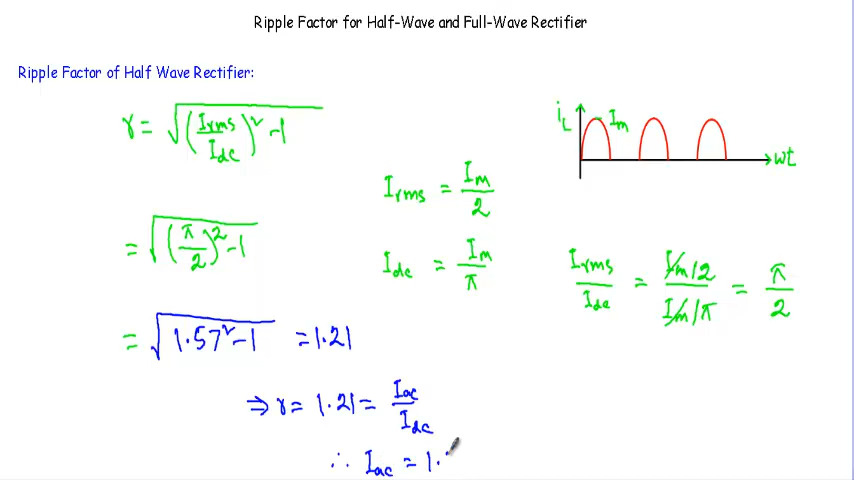 Ripple Factor for Half-Wave and Full-Wave Rectifier
Ripple Factor of Half Wave Rectifier:
γ = √((Irms/Idc)² - 1)
iL
Im
wt
Irms = Im/2
= √((π/2)² - 1)
Idc = Im/π
Irms/Idc = (Im/2)/(Im/π) = π/2
= √(1.57² - 1) = 1.21
⇒ γ = 1.21 = Iac/Idc
∴ Iac = 1.